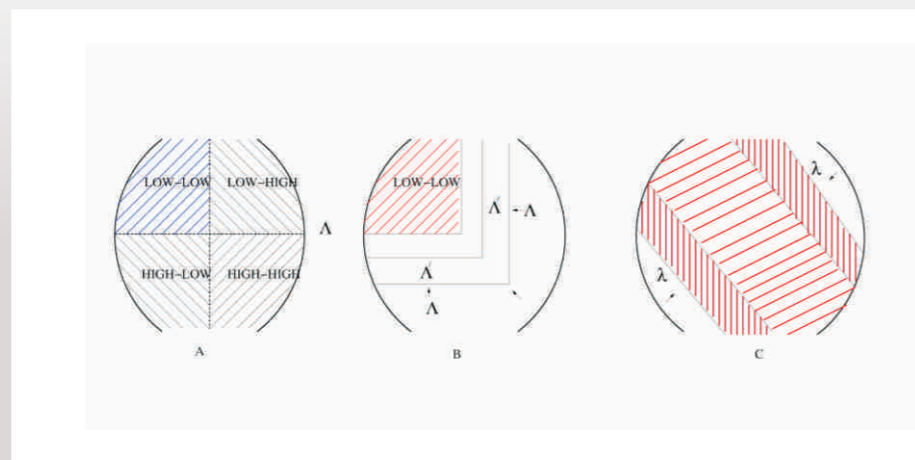 LOW-LOW LOW-HIGH
Λ
HIGH-LOW HIGH-HIGH
A
LOW-LOW
Λ′ Λ
Λ′
Λ
B
λ
λ
C